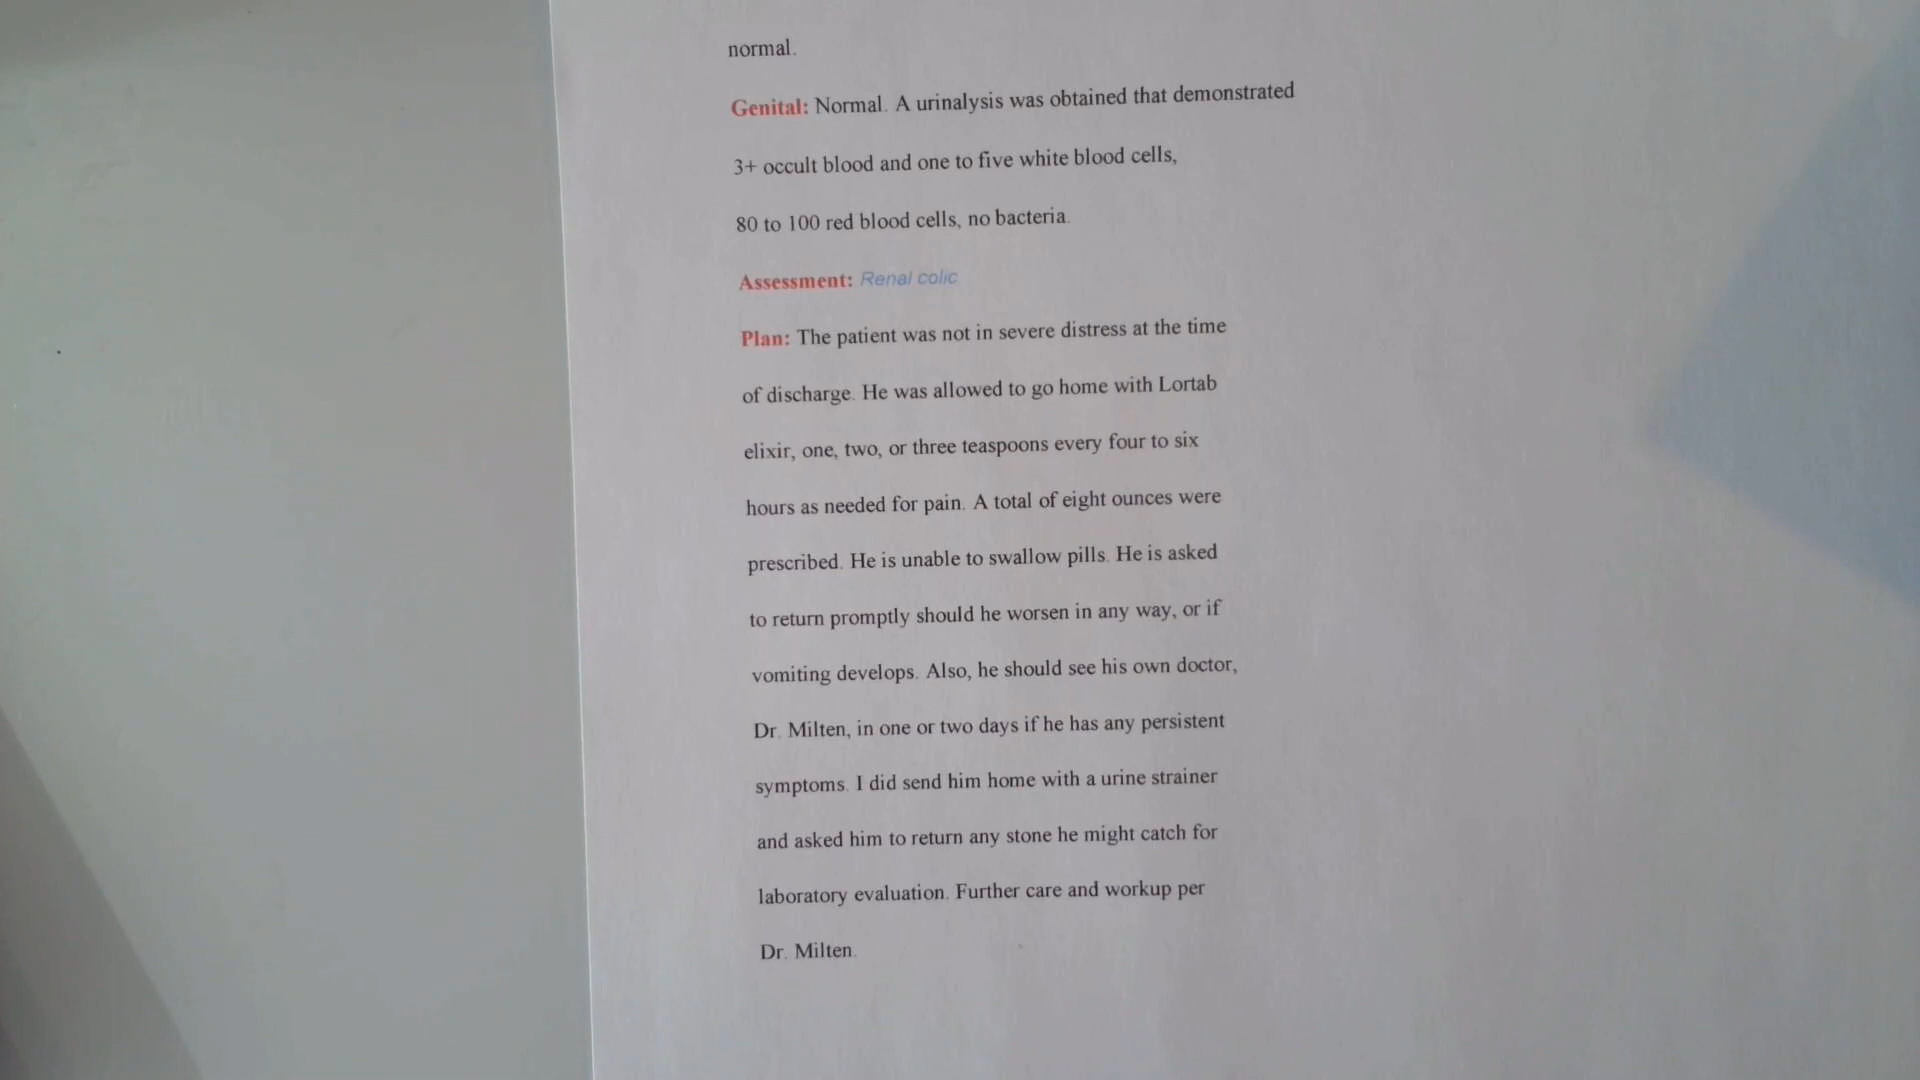 normal.
Genital: Normal. A urinalysis was obtained that demonstrated
3+ occult blood and one to five white blood cells,
80 to 100 red blood cells, no bacteria.
Assessment: Renal colic
Plan: The patient was not in severe distress at the time
of discharge. He was allowed to go home with Lortab
elixir, one, two, or three teaspoons every four to six
hours as needed for pain. A total of eight ounces were
prescribed. He is unable to swallow pills. He is asked
to return promptly should he worsen in any way, or if
vomiting develops. Also, he should see his own doctor,
Dr. Milten, in one or two days if he has any persistent
symptoms. I did send him home with a urine strainer
and asked him to return any stone he might catch for
laboratory evaluation. Further care and workup per
Dr. Milten.